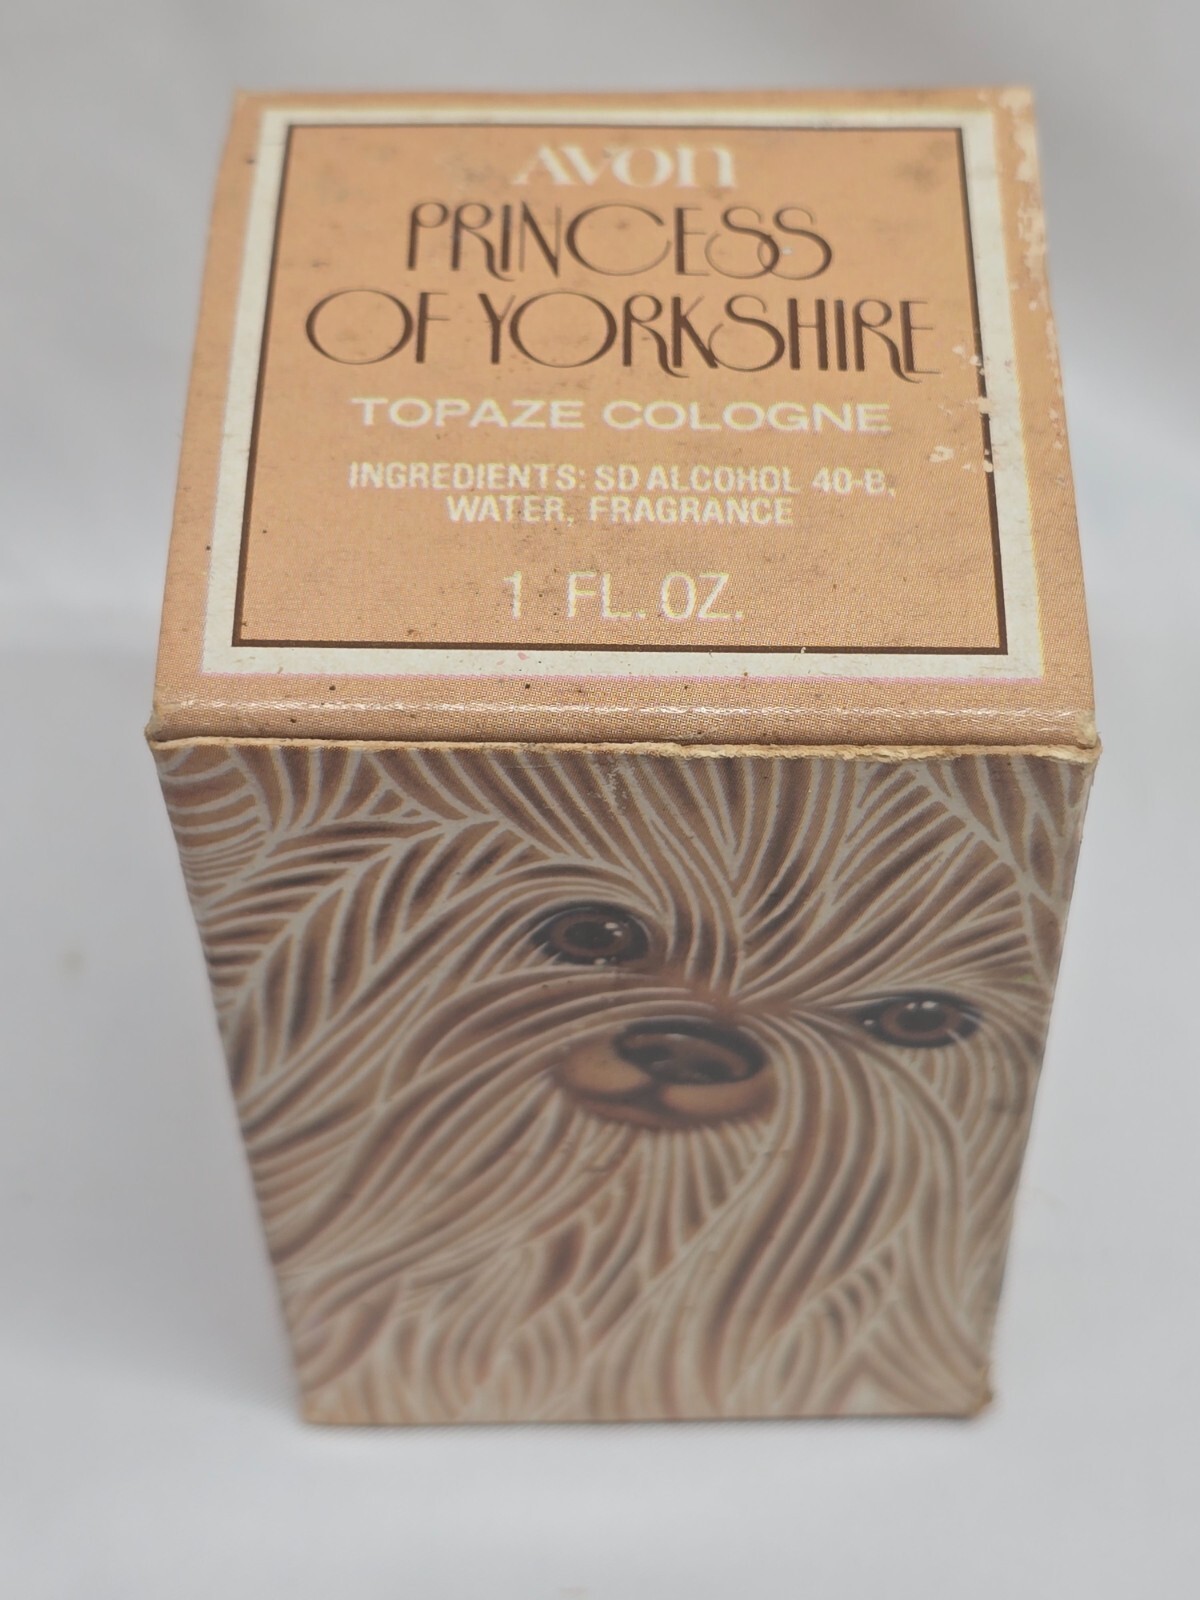 AVON
PRINCESS
OF YORKSHIRE
TOPAZE COLOGNE
INGREDIENTS: SD ALCOHOL 40-B,
WATER, FRAGRANCE
1 FL. OZ.